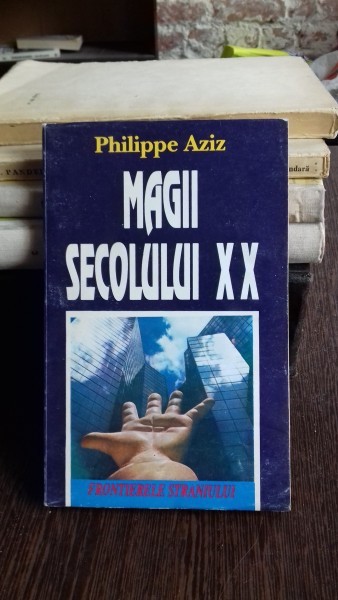 Philippe Aziz
MAGII
SECOLULUI XX
FRONTIERELE STRANIULUI